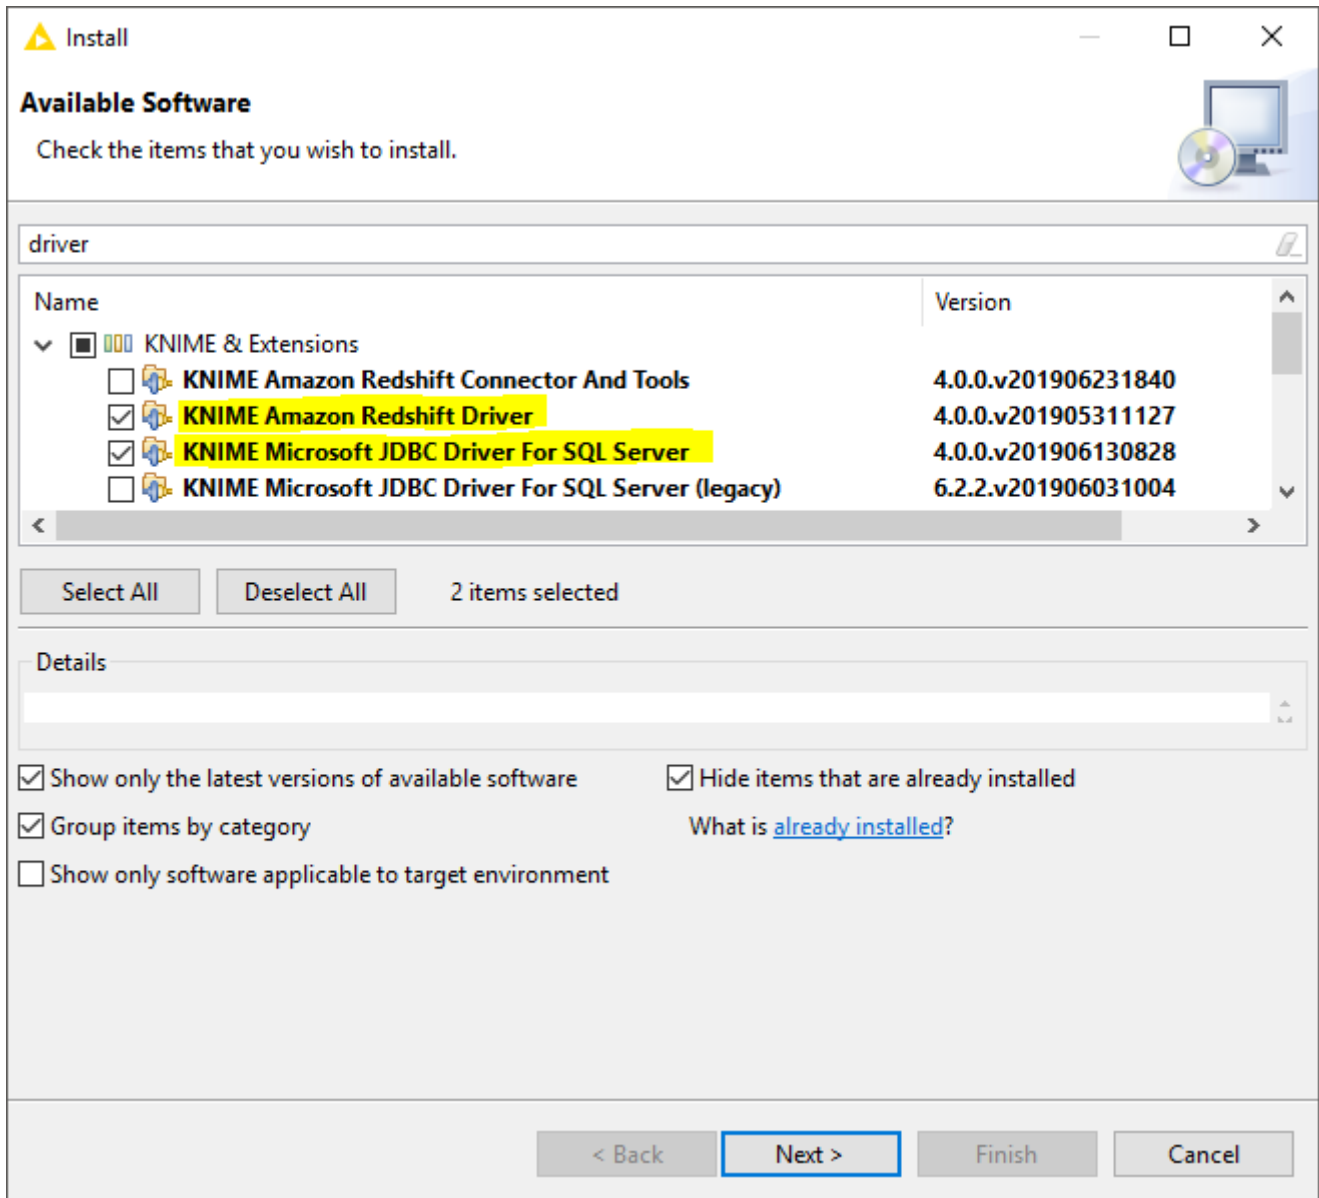 Install
Available Software
Check the items that you wish to install.
driver
Name Version
KNIME & Extensions
KNIME Amazon Redshift Connector And Tools 4.0.0.v201906231840
KNIME Amazon Redshift Driver 4.0.0.v201905311127
KNIME Microsoft JDBC Driver For SQL Server 4.0.0.v201906130828
KNIME Microsoft JDBC Driver For SQL Server (legacy) 6.2.2.v201906031004
Select All Deselect All 2 items selected
Details
Show only the latest versions of available software Hide items that are already installed
Group items by category What is already installed?
Show only software applicable to target environment
< Back Next > Finish Cancel